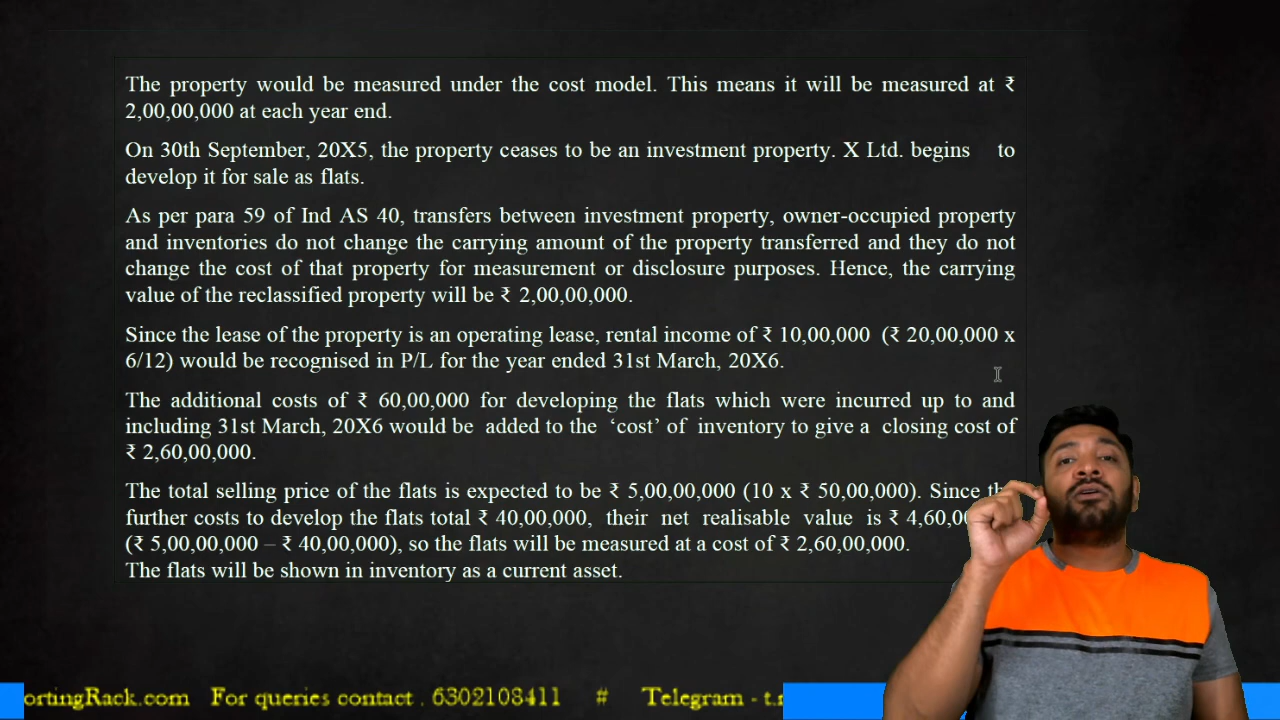 The property would be measured under the cost model. This means it will be measured at ₹
2,00,00,000 at each year end.
On 30th September, 20X5, the property ceases to be an investment property. X Ltd. begins to
develop it for sale as flats.
As per para 59 of Ind AS 40, transfers between investment property, owner-occupied property
and inventories do not change the carrying amount of the property transferred and they do not
change the cost of that property for measurement or disclosure purposes. Hence, the carrying
value of the reclassified property will be ₹ 2,00,00,000.
Since the lease of the property is an operating lease, rental income of ₹ 10,00,000 (₹ 20,00,000 x
6/12) would be recognised in P/L for the year ended 31st March, 20X6.
The additional costs of ₹ 60,00,000 for developing the flats which were incurred up to and
including 31st March, 20X6 would be added to the ‘cost’ of inventory to give a closing cost of
₹ 2,60,00,000.
The total selling price of the flats is expected to be ₹ 5,00,00,000 (10 x ₹ 50,00,000). Since
further costs to develop the flats total ₹ 40,00,000, their net realisable value is ₹
(₹ 5,00,00,000 – ₹ 40,00,000), so the flats will be measured at a cost of ₹ 2,60,00,000.
The flats will be shown in inventory as a current asset.
ortingRack.com For queries contact . 6302108411 # Telegram - t.